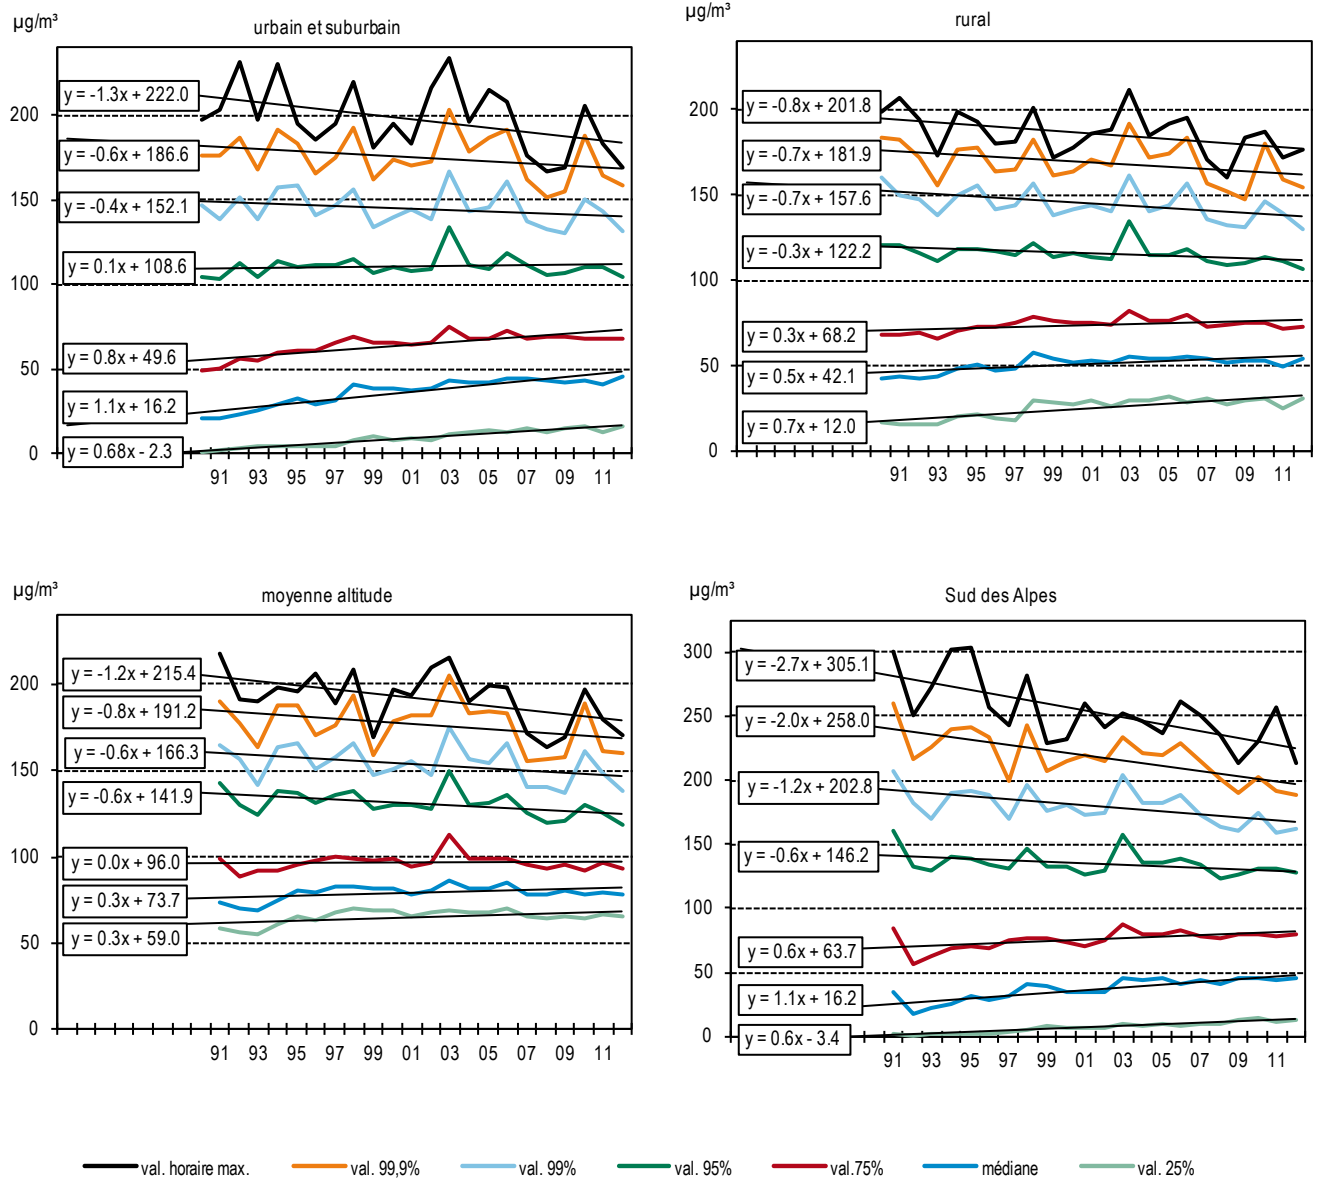 µg/m³
urbain et suburbain
200
150
100
50
0
y = -1.3x + 222.0
y = -0.6x + 186.6
y = -0.4x + 152.1
y = 0.1x + 108.6
y = 0.8x + 49.6
y = 1.1x + 16.2
y = 0.68x - 2.3
91 93 95 97 99 01 03 05 07 09 11
µg/m³
rural
200
150
100
50
0
y = -0.8x + 201.8
y = -0.7x + 181.9
y = -0.7x + 157.6
y = -0.3x + 122.2
y = 0.3x + 68.2
y = 0.5x + 42.1
y = 0.7x + 12.0
91 93 95 97 99 01 03 05 07 09 11
µg/m³
moyenne altitude
200
150
100
50
0
y = -1.2x + 215.4
y = -0.8x + 191.2
y = -0.6x + 166.3
y = -0.6x + 141.9
y = 0.0x + 96.0
y = 0.3x + 73.7
y = 0.3x + 59.0
91 93 95 97 99 01 03 05 07 09 11
µg/m³
Sud des Alpes
300
250
200
150
100
50
0
y = -2.7x + 305.1
y = -2.0x + 258.0
y = -1.2x + 202.8
y = -0.6x + 146.2
y = 0.6x + 63.7
y = 1.1x + 16.2
y = 0.6x - 3.4
91 93 95 97 99 01 03 05 07 09 11
val. horaire max. val. 99,9% val. 99% val. 95% val.75% médiane val. 25%